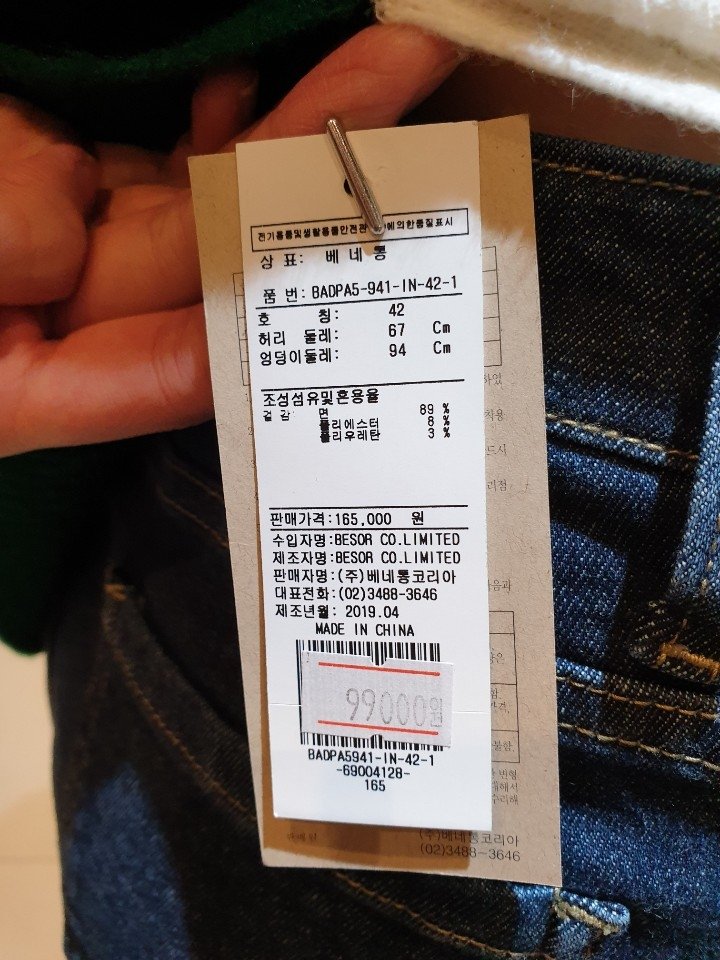 전기용품및생활용품안전관 에의한품질표시
상 표: 베 네 통
품 번: BADPA5-941-IN-42-1
호 칭: 42
허리 둘레: 67 Cm
엉덩이둘레: 94 Cm
조성섬유및혼용율
겉 감 면 89 %
폴리에스터 8 %
폴리우레탄 3 %
판매가격:165,000 원
수입자명:BESOR CO.LIMITED
제조자명:BESOR CO.LIMITED
판매자명:(주)베네통코리아
대표전화:(02)3488-3646
제조년월: 2019.04
MADE IN CHINA
99000원
BADPA5941-IN-42-1
-69004128-
165
(주)베네통코리아
(02)3488-3646